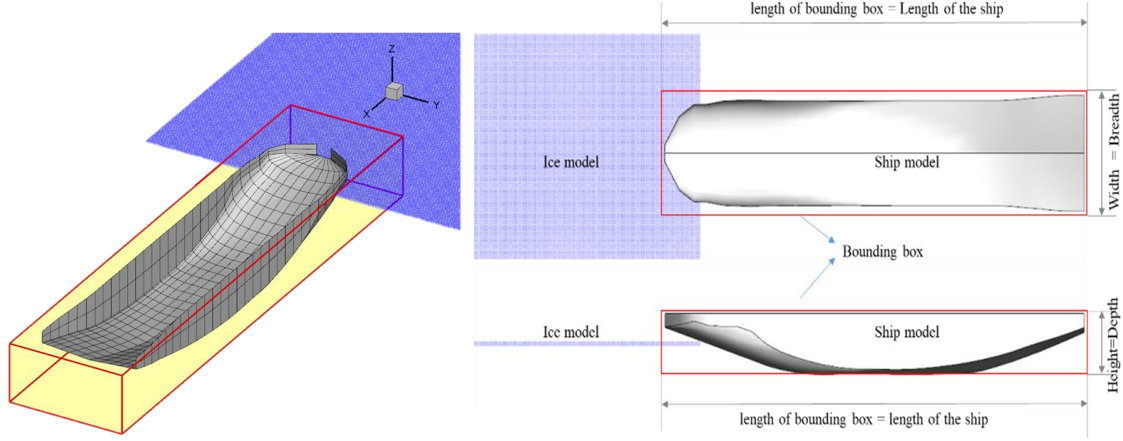 Z
Y
X
length of bounding box = Length of the ship
Ice model
Ship model
Width = Breadth
Bounding box
Ice model
Ship model
Height=Depth
length of bounding box = length of the ship